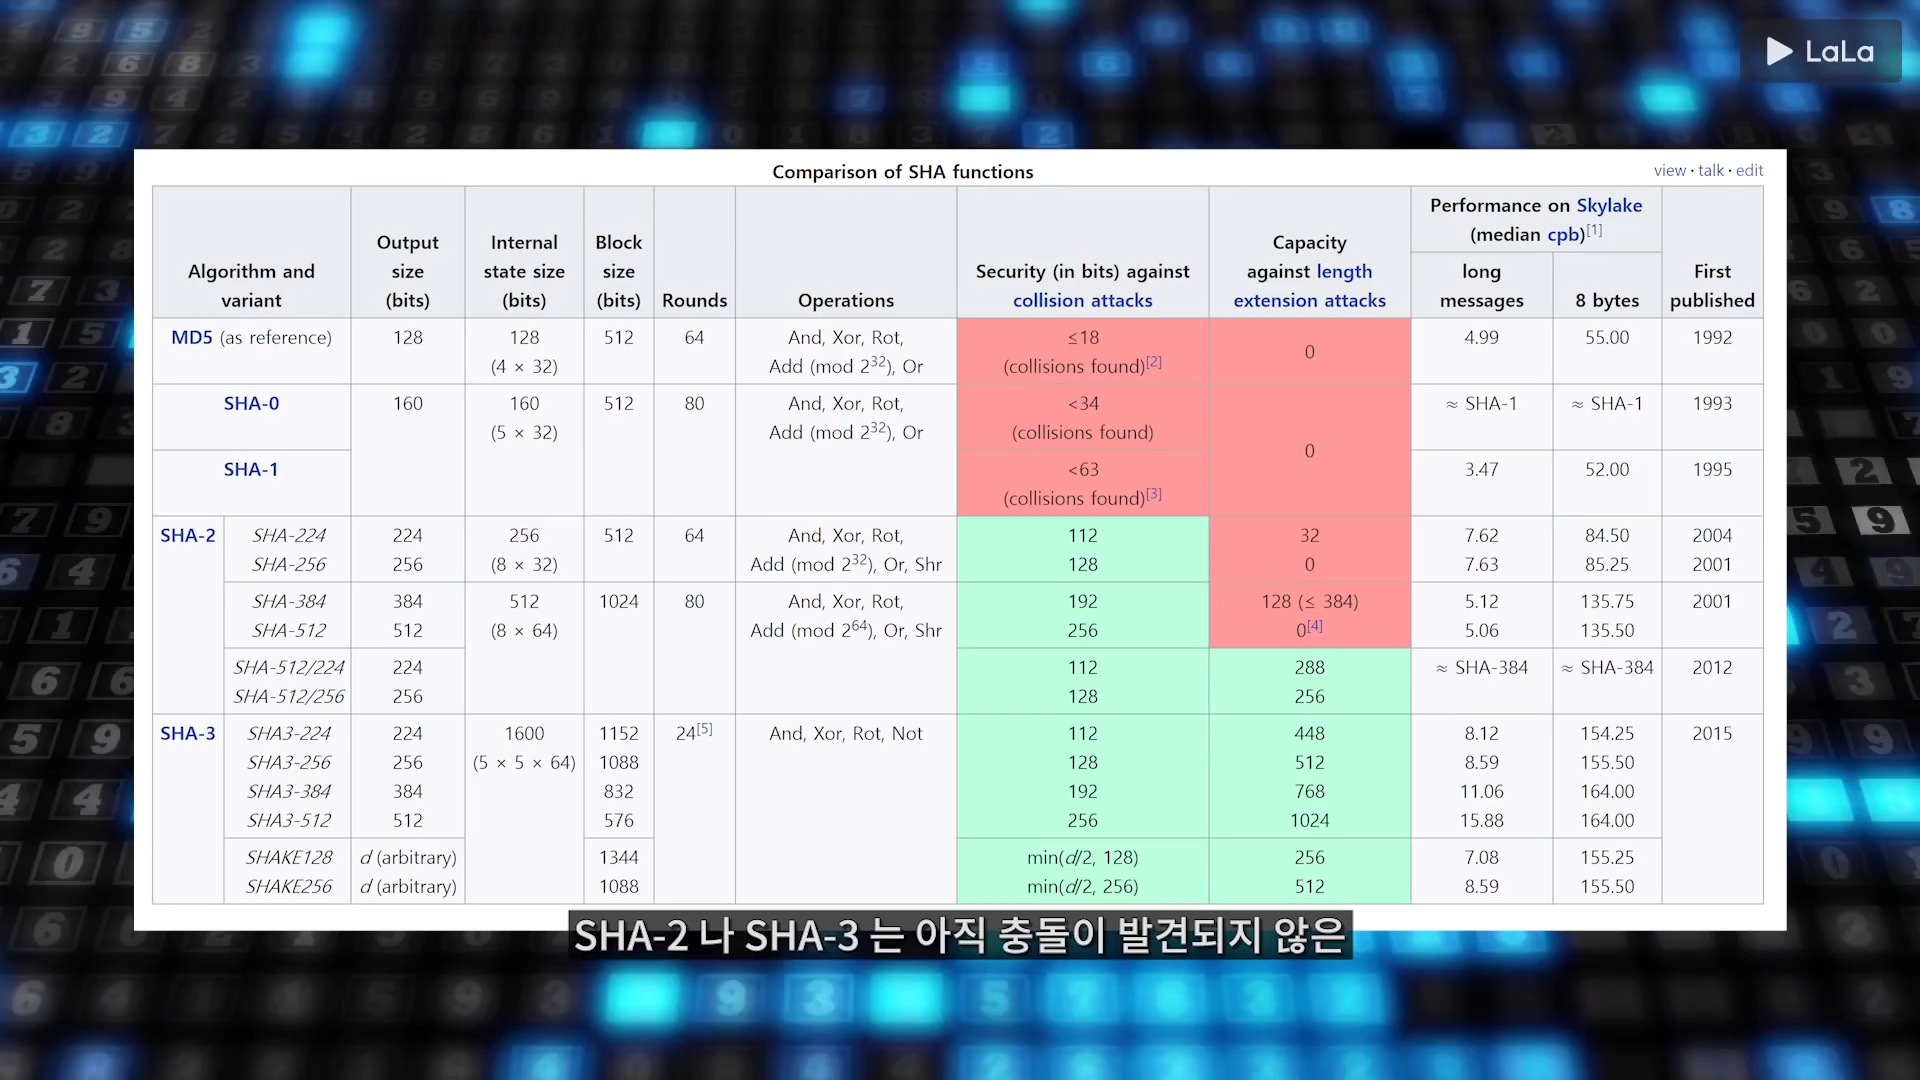 LaLa
Comparison of SHA functions
view · talk · edit
Algorithm and
variant
Output
size
(bits)
Internal
state size
(bits)
Block
size
(bits)
Rounds
Operations
Security (in bits) against
collision attacks
Capacity
against length
extension attacks
Performance on Skylake
(median cpb)[1]
long
messages
8 bytes
First
published
MD5 (as reference) 128 128 512 64 And, Xor, Rot, ≤18 0 4.99 55.00 1992
(4 × 32) Add (mod 2^32), Or (collisions found)[2]
SHA-0 160 160 512 80 And, Xor, Rot, <34 ≈ SHA-1 ≈ SHA-1 1993
(5 × 32) Add (mod 2^32), Or (collisions found)
0
SHA-1 <63 3.47 52.00 1995
(collisions found)[3]
SHA-2 SHA-224 224 256 512 64 And, Xor, Rot, 112 32 7.62 84.50 2004
SHA-256 256 (8 × 32) Add (mod 2^32), Or, Shr 128 0 7.63 85.25 2001
SHA-384 384 512 1024 80 And, Xor, Rot, 192 128 (≤ 384) 5.12 135.75 2001
SHA-512 512 (8 × 64) Add (mod 2^64), Or, Shr 256 0[4] 5.06 135.50
SHA-512/224 224 112 288 ≈ SHA-384 ≈ SHA-384 2012
SHA-512/256 256 128 256
SHA-3 SHA3-224 224 1600 1152 24[5] And, Xor, Rot, Not 112 448 8.12 154.25 2015
SHA3-256 256 (5 × 5 × 64) 1088 128 512 8.59 155.50
SHA3-384 384 832 192 768 11.06 164.00
SHA3-512 512 576 256 1024 15.88 164.00
SHAKE128 d (arbitrary) 1344 min(d/2, 128) 256 7.08 155.25
SHAKE256 d (arbitrary) 1088 min(d/2, 256) 512 8.59 155.50
SHA-2 나 SHA-3 는 아직 충돌이 발견되지 않은